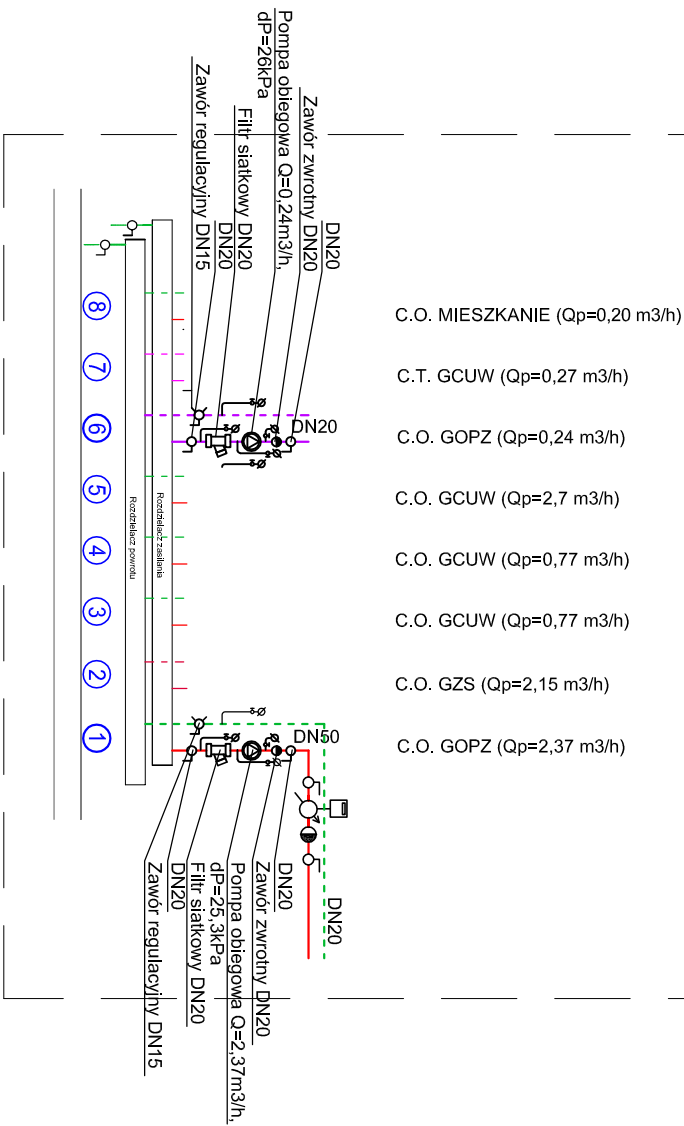 Pompa obiegowa Q=0,24m3/h,
dP=26kPa
Zawór regulacyjny DN15
DN20
Filtr siatkowy DN20
Zawór zwrotny DN20
DN20
C.O. MIESZKANIE (Qp=0,20 m3/h)
C.T. GCUW (Qp=0,27 m3/h)
C.O. GOPZ (Qp=0,24 m3/h)
C.O. GCUW (Qp=2,7 m3/h)
C.O. GCUW (Qp=0,77 m3/h)
C.O. GCUW (Qp=0,77 m3/h)
C.O. GZS (Qp=2,15 m3/h)
C.O. GOPZ (Qp=2,37 m3/h)
8
7
6
5
4
3
2
1
Rozdzielacz powrotu
Rozdzielacz zasilania
DN20
DN50
DN20
Zawór regulacyjny DN15
DN20
Filtr siatkowy DN20
Pompa obiegowa Q=2,37m3/h,
dP=25,3kPa
Zawór zwrotny DN20
DN20